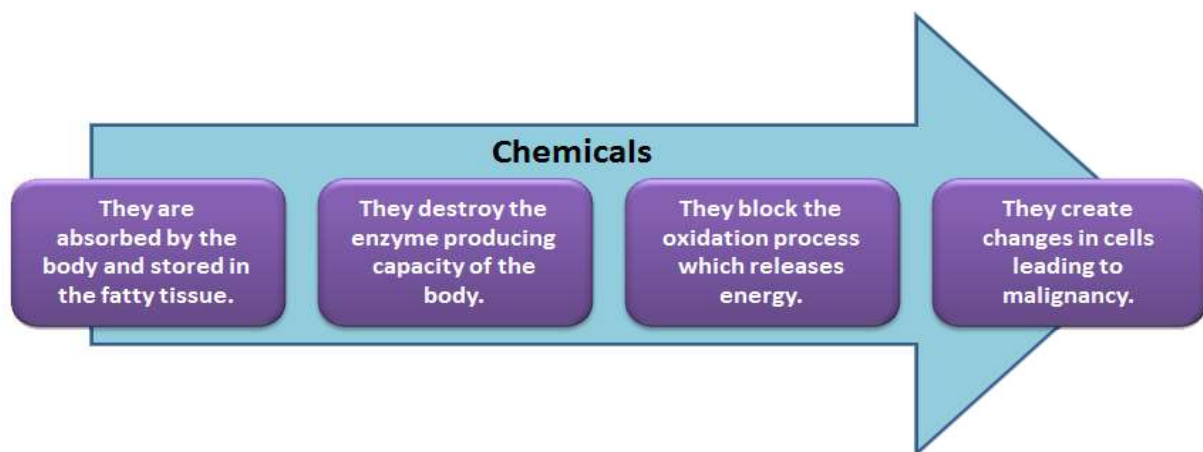 Chemicals
They are
absorbed by the
body and stored in
the fatty tissue.
They destroy the
enzyme producing
capacity of the
body.
They block the
oxidation process
which releases
energy.
They create
changes in cells
leading to
malignancy.